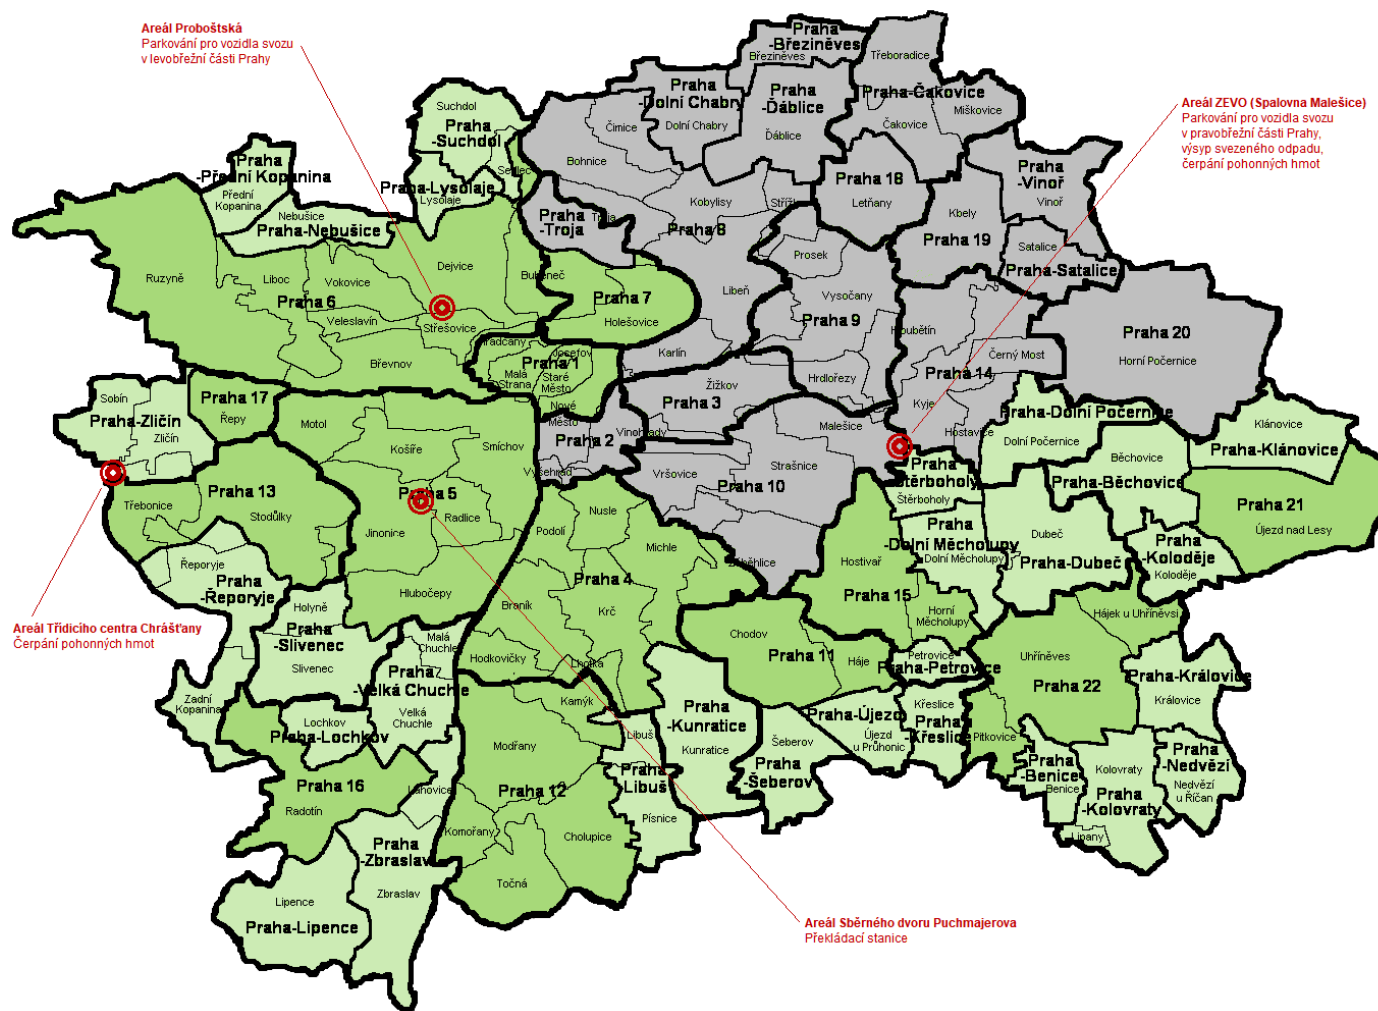 Areál Proboštská
Parkování pro vozidla svozu
v levobřežní části Prahy
Areál ZEVO (Spalovna Malešice)
Parkování pro vozidla svozu
v pravobřežní části Prahy,
výsyp svezeného odpadu,
čerpání pohonných hmot
Praha
-Březiněves
Březiněves
Třeboradice
Praha-Čakovice
Miškovice
Čakovice
Praha
-Dolní Chabry
Dolní Chabry
Praha
-Ďáblice
Ďáblice
Suchdol
Praha
-Suchdol
Sedlec
Praha-Lysolaje
Lysolaje
Čimice
Bohnice
Praha
-Přední Kopanina
Přední
Kopanina
Nebušice
Praha-Nebušice
Praha
-Troja
Troja
Kobylisy
Praha 8
Libeň
Karlín
Praha 18
Letňany
Praha
-Vinoř
Vinoř
Kbely
Praha 19
Satalice
Praha-Satalice
Prosek
Vysočany
Praha 9
Hrdlořezy
Hloubětín
Praha 14
Černý Most
Kyje
Hostavice
Praha 20
Horní Počernice
Ruzyně
Liboc
Vokovice
Dejvice
Bubeneč
Praha 6
Veleslavín
Střešovice
Břevnov
Hradčany
Praha 7
Holešovice
Josefov
Praha 1
Malá
Strana
Staré
Město
Nové
Město
Praha 2
Vinohrady
Vyšehrad
Žižkov
Praha 3
Malešice
Strašnice
Vršovice
Praha 10
Záběhlice
Sobín
Praha-Zličín
Zličín
Praha 17
Řepy
Motol
Košíře
Smíchov
Praha 5
Radlice
Jinonice
Hlubočepy
Praha 13
Třebonice
Stodůlky
Praha-Dolní Počernice
Dolní Počernice
Klánovice
Praha-Klánovice
Běchovice
Praha-Běchovice
Praha 21
Újezd nad Lesy
Praha
-Štěrboholy
Štěrboholy
Praha
-Dolní Měcholupy
Dolní Měcholupy
Dubeč
Praha-Dubeč
Praha
-Koloděje
Koloděje
Nusle
Podolí
Michle
Praha 4
Braník
Krč
Hodkovičky
Lhotka
Hostivař
Praha 15
Horní
Měcholupy
Petrovice
Praha-Petrovice
Chodov
Praha 11
Háje
Řeporyje
Praha
-Řeporyje
Zadní
Kopanina
Holyně
Praha
-Slivenec
Slivenec
Malá
Chuchle
Praha
-Velká Chuchle
Velká
Chuchle
Lochkov
Praha-Lochkov
Praha 16
Radotín
Lahovice
Praha
-Zbraslav
Zbraslav
Lipence
Praha-Lipence
Kamýk
Modřany
Praha 12
Komořany
Cholupice
Točná
Libuš
Praha
-Libuš
Písnice
Praha
-Kunratice
Kunratice
Šeberov
Praha
-Šeberov
Praha-Újezd
Újezd
u Průhonic
Křeslice
Praha
-Křeslice
Hájek u Uhříněvsi
Uhříněves
Praha 22
Pitkovice
Praha-Královice
Královice
Praha
-Benice
Benice
Kolovraty
Praha
-Kolovraty
Lipany
Praha
-Nedvězí
Nedvězí
u Říčan
Areál Třídicího centra Chrášťany
Čerpání pohonných hmot
Areál Sběrného dvoru Puchmajerova
Překládací stanice